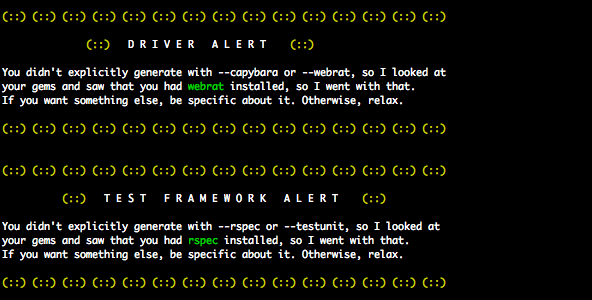 (::) (::) (::) (::) (::) (::) (::) (::) (::) (::) (::) (::) (::) (::) (::)
(::) D R I V E R A L E R T (::)
You didn't explicitly generate with --capybara or --webrat, so I looked at
your gems and saw that you had webrat installed, so I went with that.
If you want something else, be specific about it. Otherwise, relax.
(::) (::) (::) (::) (::) (::) (::) (::) (::) (::) (::) (::) (::) (::) (::)
(::) (::) (::) (::) (::) (::) (::) (::) (::) (::) (::) (::) (::) (::) (::)
(::) T E S T F R A M E W O R K A L E R T (::)
You didn't explicitly generate with --rspec or --testunit, so I looked at
your gems and saw that you had rspec installed, so I went with that.
If you want something else, be specific about it. Otherwise, relax.
(::) (::) (::) (::) (::) (::) (::) (::) (::) (::) (::) (::) (::) (::) (::)